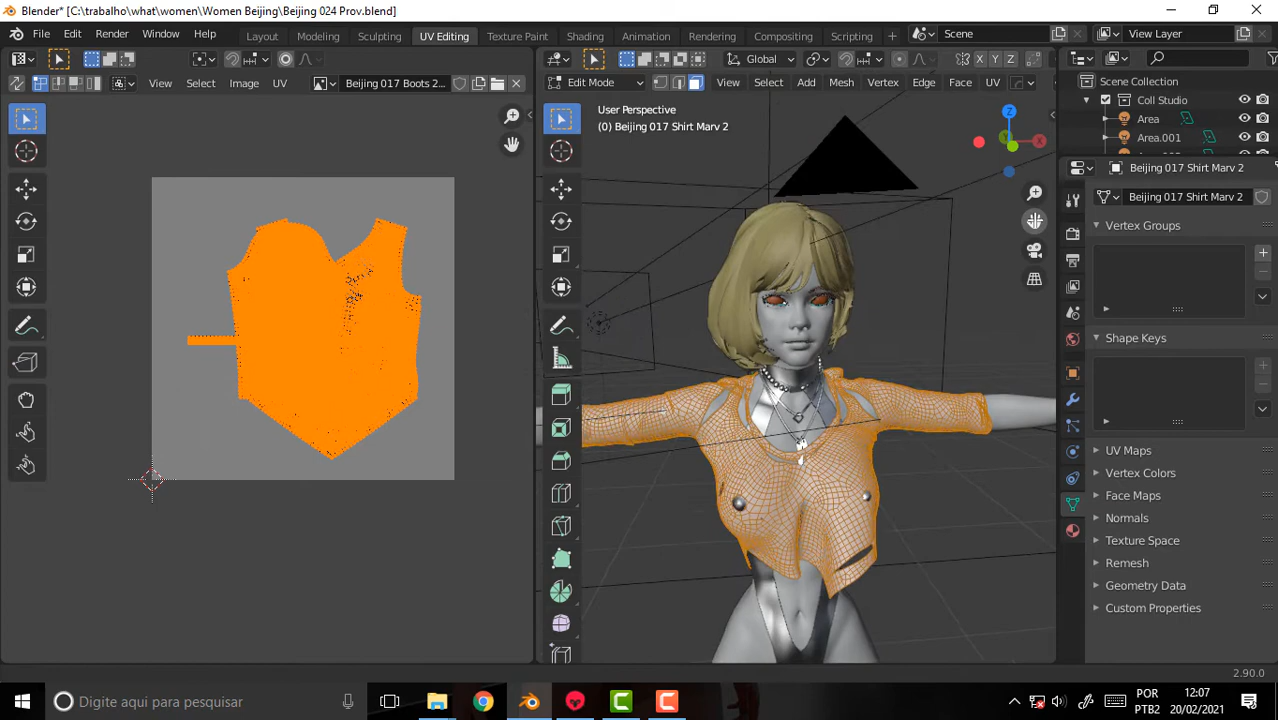 Blender* [C:\trabalho\what\women\Women Beijing\Beijing 024 Prov.blend]
File Edit Render Window Help Layout Modeling Sculpting UV Editing Texture Paint Shading Animation Rendering Compositing Scripting + Scene View Layer
Global X Y Z
View Select Image UV Beijing 017 Boots 2... Edit Mode View Select Add Mesh Vertex Edge Face UV
Scene Collection
Coll Studio
Area
Area.001
User Perspective
(0) Beijing 017 Shirt Marv 2
Z
X
Y
Beijing 017 Shirt Marv 2
Beijing 017 Shirt Marv 2
Vertex Groups
Shape Keys
UV Maps
Vertex Colors
Face Maps
Normals
Texture Space
Remesh
Geometry Data
Custom Properties
2.90.0
Digite aqui para pesquisar
POR
PTB2
12:07
20/02/2021